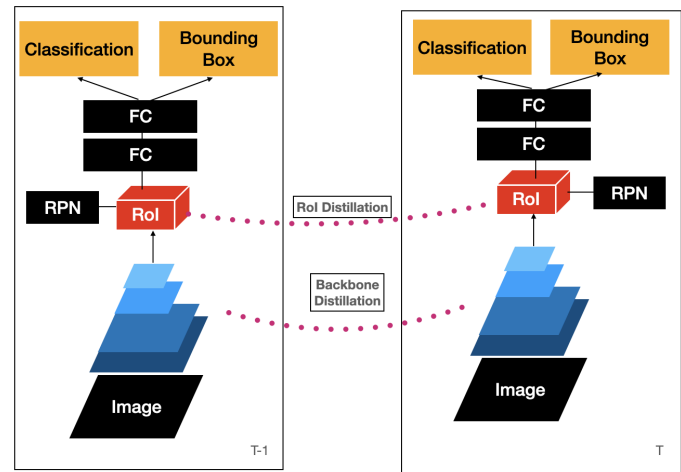 Classification
Bounding
Box
FC
FC
RPN
RoI
Image
T-1
RoI Distillation
Backbone
Distillation
Classification
Bounding
Box
FC
FC
RoI
RPN
Image
T